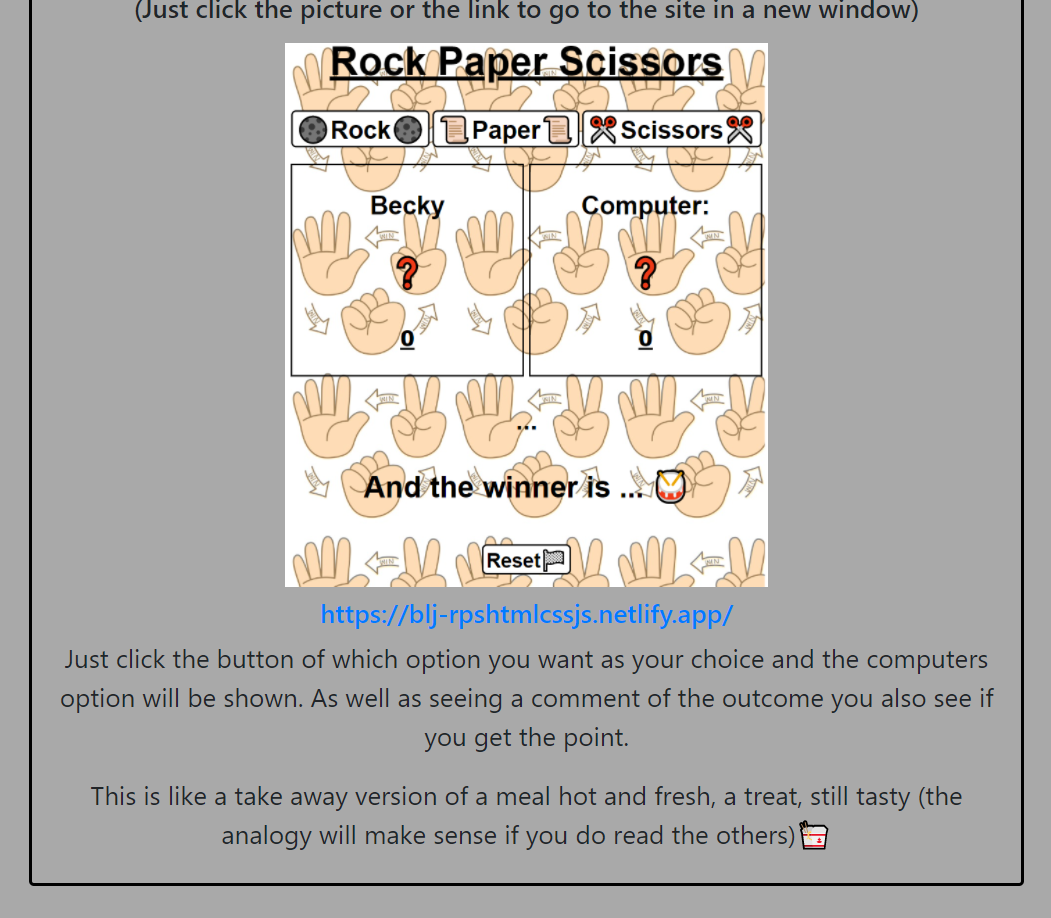 (Just click the picture or the link to go to the site in a new window)
Rock Paper Scissors
Rock Paper Scissors
Becky Computer:
❓ ❓
0 0
...
And the winner is ...
Reset
https://blj-rpshtmlcssjs.netlify.app/
Just click the button of which option you want as your choice and the computers
option will be shown. As well as seeing a comment of the outcome you also see if
you get the point.
This is like a take away version of a meal hot and fresh, a treat, still tasty (the
analogy will make sense if you do read the others)